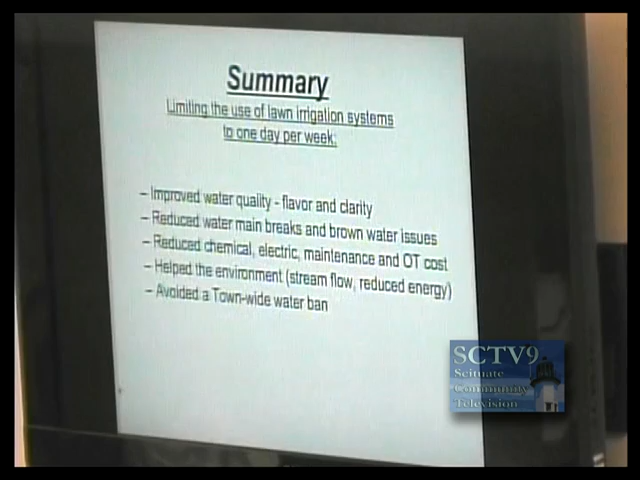 Summary
Limiting the use of lawn irrigation systems
to one day per week:
– Improved water quality - flavor and clarity
– Reduced water main breaks and brown water issues
– Reduced chemical, electric, maintenance and OT cost
– Helped the environment (stream flow, reduced energy)
– Avoided a Town-wide water ban
SCTV9
Scituate
Community
Television